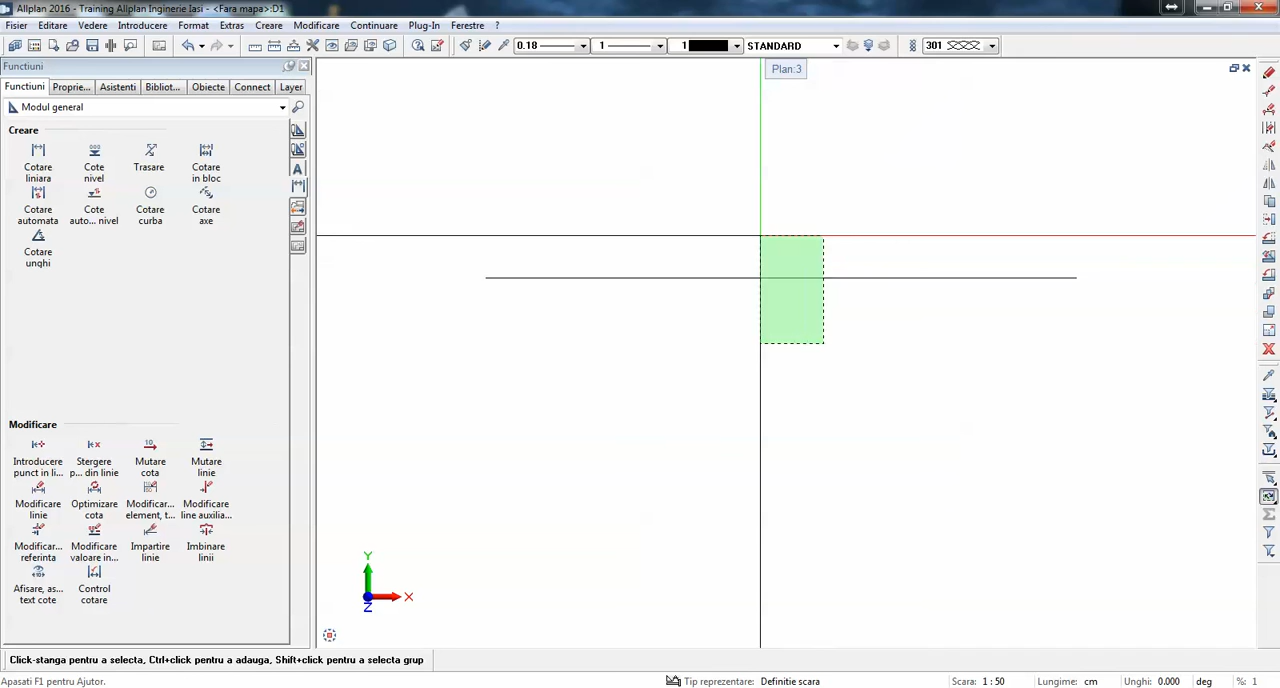 Allplan 2016 - Training Allplan Inginerie Iasi - <Fara mapa>:D1
Fisier Editare Vedere Introducere Format Extras Creare Modificare Continuare Plug-In Ferestre ?
0.18 1 1 STANDARD 301
Functiuni
Functiuni Proprie... Asistenti Bibliot... Obiecte Connect Layer
Plan:3
Modul general
Creare
Cotare liniara
Cote nivel
Trasare
Cotare in bloc
Cotare automata
Cote auto... nivel
Cotare curba
Cotare axe
Cotare unghi
Modificare
Introducere punct in li...
Stergere p... din linie
Mutare cota
Mutare linie
Modificare linie
Optimizare cota
Modificar... element, t...
Modificare line auxilia...
Modificar... referinta
Modificare valoare in...
Impartire linie
Imbinare linii
Afisare, as... text cote
Control cotare
Y
X
Z
Click-stanga pentru a selecta, Ctrl+click pentru a adauga, Shift+click pentru a selecta grup
Apasati F1 pentru Ajutor. Tip reprezentare: Definitie scara Scara: 1 : 50 Lungime: cm Unghi: 0.000 deg %: 1